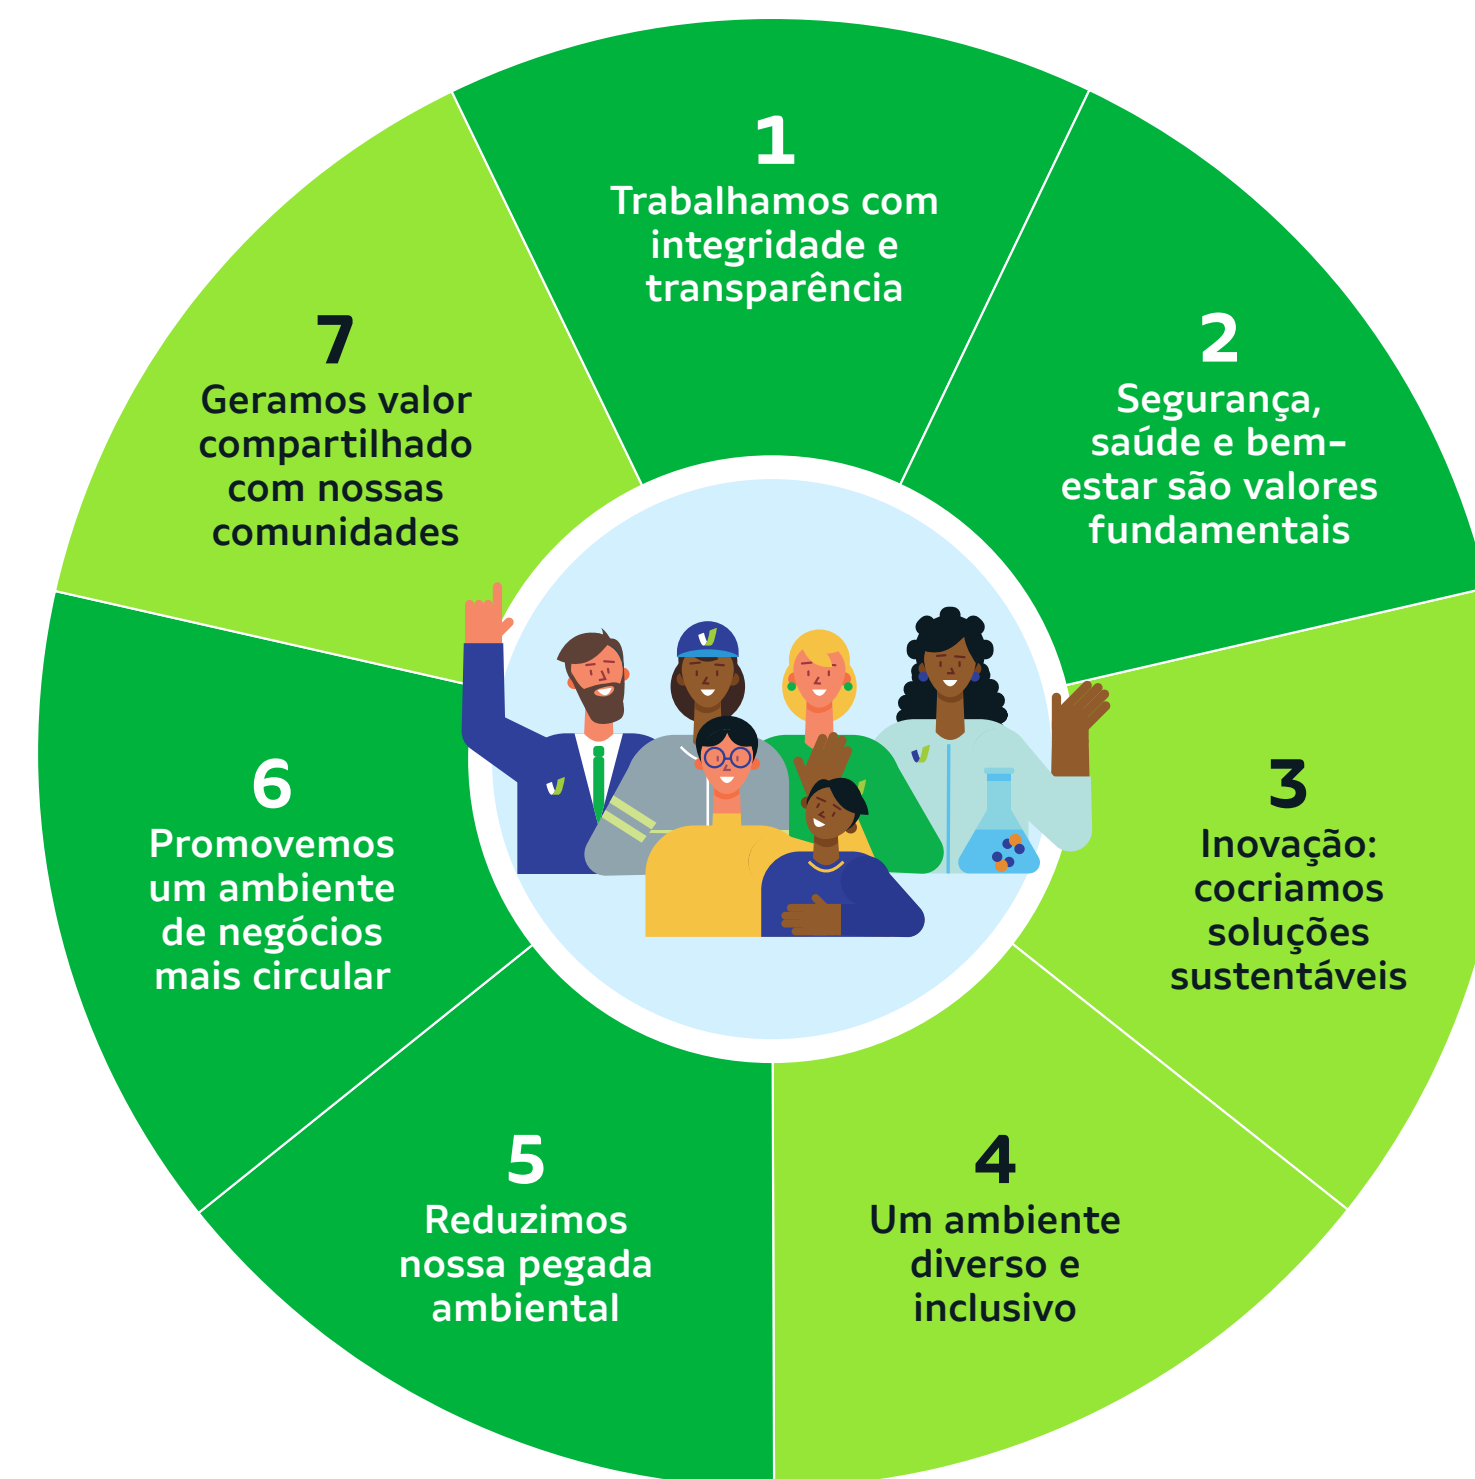 1
Trabalhamos com
integridade e
transparência
2
Segurança,
saúde e bem-
estar são valores
fundamentais
3
Inovação:
cocriamos
soluções
sustentáveis
4
Um ambiente
diverso e
inclusivo
5
Reduzimos
nossa pegada
ambiental
6
Promovemos
um ambiente
de negócios
mais circular
7
Geramos valor
compartilhado
com nossas
comunidades